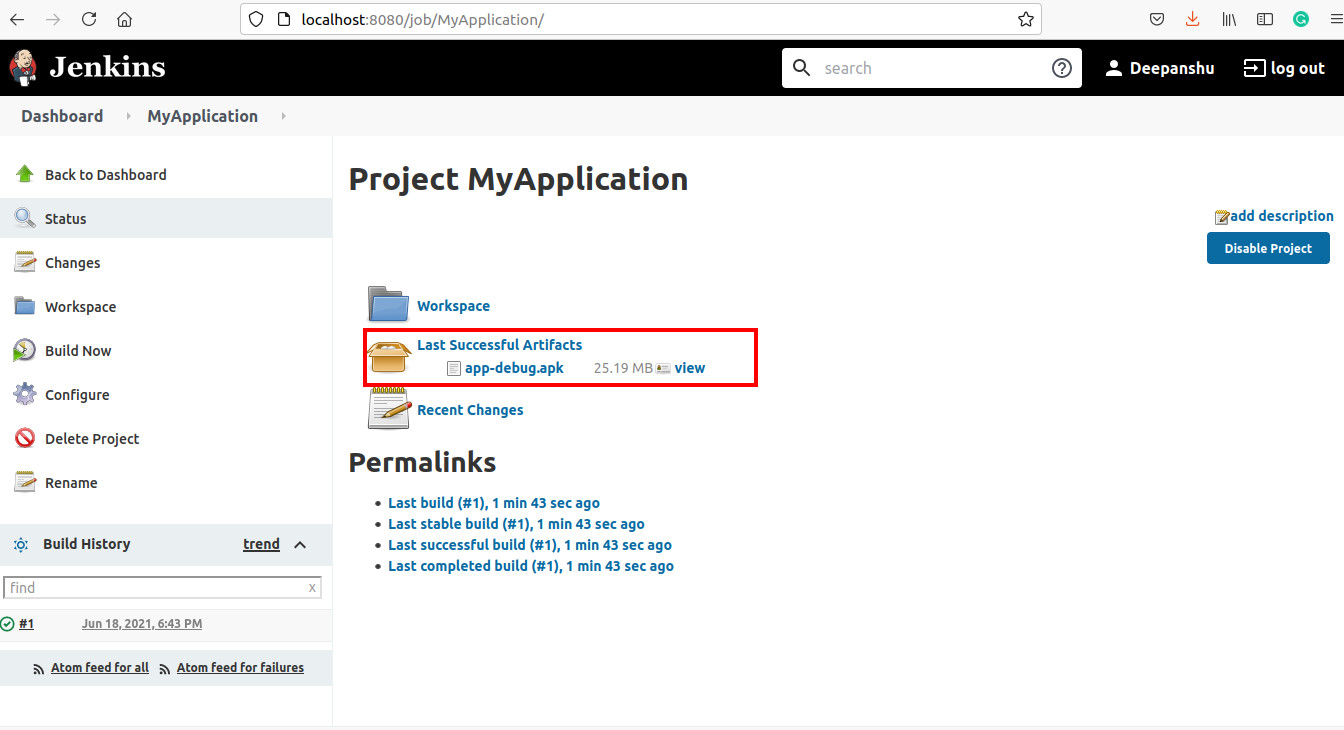 localhost:8080/job/MyApplication/
Jenkins
search
Deepanshu
log out
Dashboard
MyApplication
Back to Dashboard
Status
Changes
Workspace
Build Now
Configure
Delete Project
Rename
Build History
trend
find
x
#1
Jun 18, 2021, 6:43 PM
Atom feed for all
Atom feed for failures
Project MyApplication
add description
Disable Project
Workspace
Last Successful Artifacts
app-debug.apk 25.19 MB view
Recent Changes
Permalinks
Last build (#1), 1 min 43 sec ago
Last stable build (#1), 1 min 43 sec ago
Last successful build (#1), 1 min 43 sec ago
Last completed build (#1), 1 min 43 sec ago